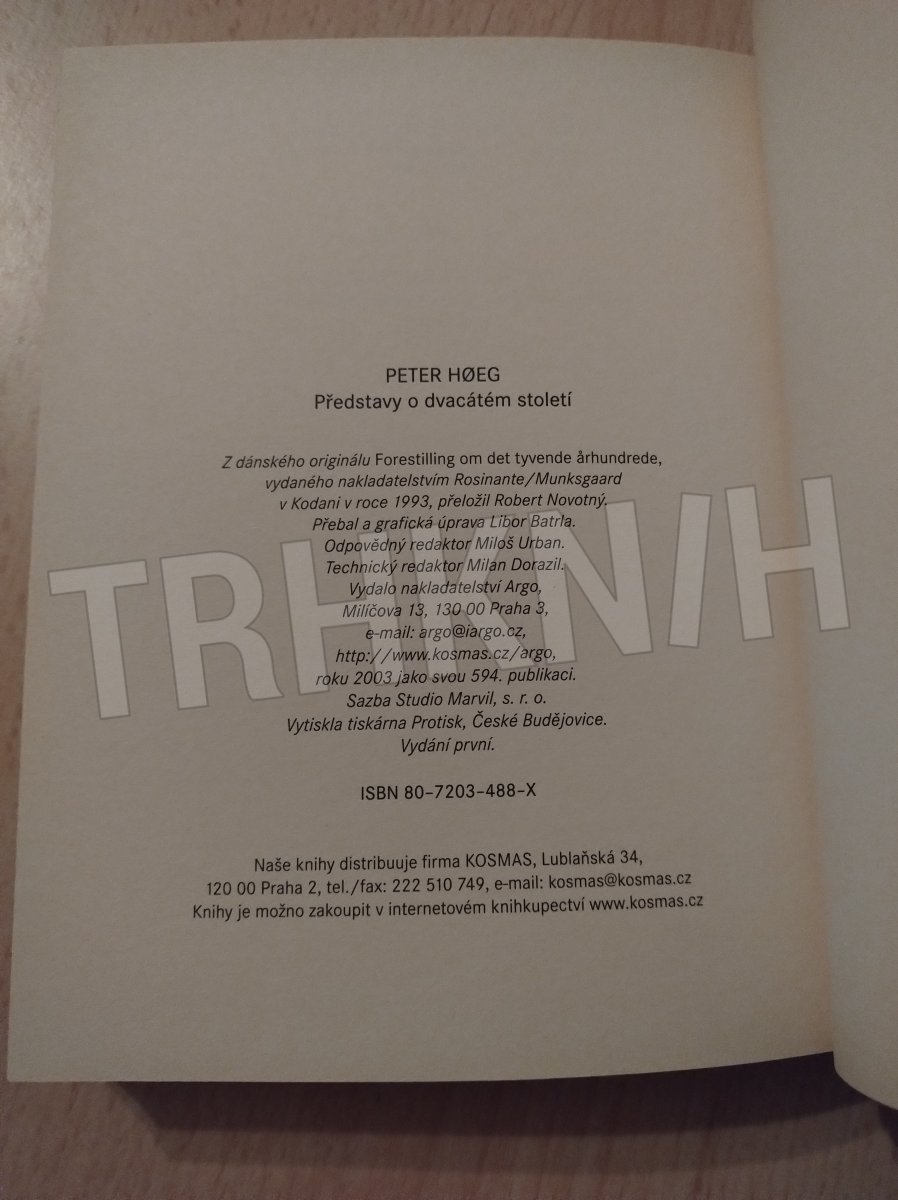 PETER HØEG
Představy o dvacátém století
Z dánského originálu Forestilling om det tyvende århundrede,
vydaného nakladatelstvím Rosinante/Munksgaard
v Kodani v roce 1993, přeložil Robert Novotný.
Přebal a grafická úprava Libor Batrla.
Odpovědný redaktor Miloš Urban.
Technický redaktor Milan Dorazil.
Vydalo nakladatelství Argo,
Milíčova 13, 130 00 Praha 3,
e-mail: argo@iargo.cz,
http://www.kosmas.cz/argo,
roku 2003 jako svou 594. publikaci.
Sazba Studio Marvil, s. r. o.
Vytiskla tiskárna Protisk, České Budějovice.
Vydání první.
ISBN 80-7203-488-X
Naše knihy distribuuje firma KOSMAS, Lublaňská 34,
120 00 Praha 2, tel./fax: 222 510 749, e-mail: kosmas@kosmas.cz
Knihy je možno zakoupit v internetovém knihkupectví www.kosmas.cz
TRHKNIH